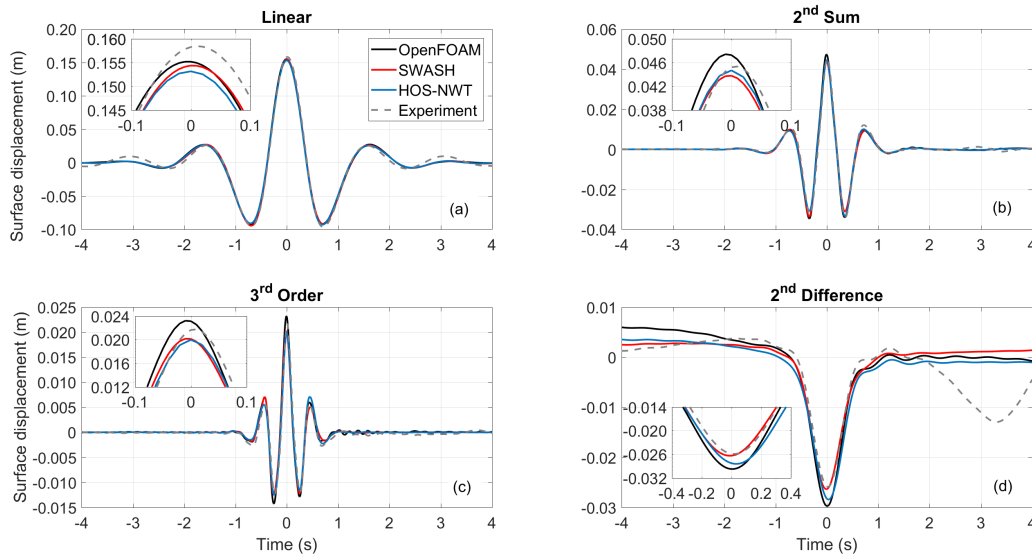 Linear
Surface displacement (m)
0.20
0.15
0.10
0.05
0
-0.05
-0.10
0.160
0.155
0.150
0.145
-0.1 0 0.1
OpenFOAM
SWASH
HOS-NWT
Experiment
(a)
-4 -3 -2 -1 0 1 2 3 4
2nd Sum
0.06
0.04
0.02
0
-0.02
-0.04
0.050
0.046
0.042
0.038
-0.1 0 0.1
(b)
-4 -3 -2 -1 0 1 2 3 4
3rd Order
Surface displacement (m)
0.025
0.020
0.015
0.010
0.005
0
-0.005
-0.010
-0.015
0.024
0.020
0.016
0.012
-0.1 0 0.1
(c)
-4 -3 -2 -1 0 1 2 3 4
Time (s)
2nd Difference
0.01
0
-0.01
-0.02
-0.03
-0.014
-0.020
-0.026
-0.032
-0.4 -0.2 0 0.2 0.4
(d)
-4 -3 -2 -1 0 1 2 3 4
Time (s)